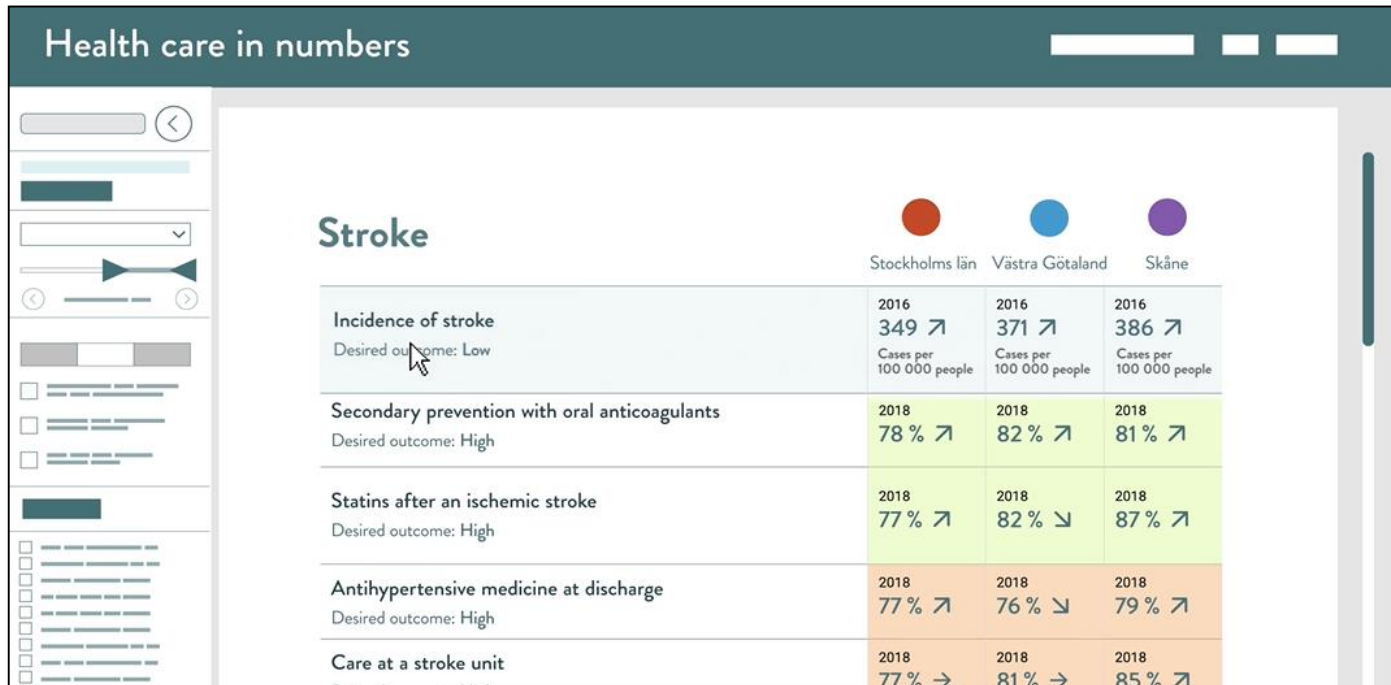 Health care in numbers
Stroke
Stockholms län Västra Götaland Skåne
Incidence of stroke
Desired outcome: Low
2016 2016 2016
349 371 386
Cases per Cases per Cases per
100 000 people 100 000 people 100 000 people
Secondary prevention with oral anticoagulants
Desired outcome: High
2018 2018 2018
78 % ↗ 82 % ↗ 81 % ↗
Statins after an ischemic stroke
Desired outcome: High
2018 2018 2018
77 % ↗ 82 % ↘ 87 % ↗
Antihypertensive medicine at discharge
Desired outcome: High
2018 2018 2018
77 % ↗ 76 % ↘ 79 % ↗
Care at a stroke unit
2018 2018 2018
77 % → 81 % → 85 % ↗